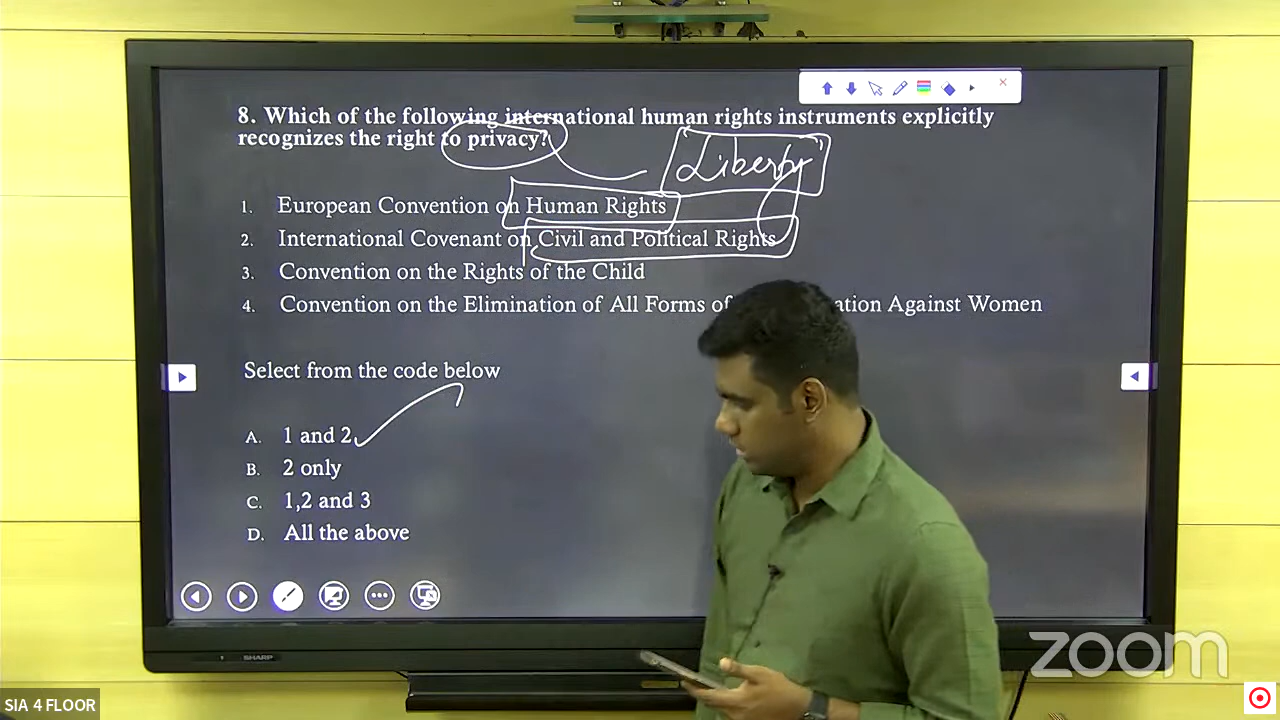 8. Which of the following international human rights instruments explicitly
recognizes the right to privacy?
"Liberty"
1. European Convention on Human Rights
2. International Covenant on Civil and Political Rights
3. Convention on the Rights of the Child
4. Convention on the Elimination of All Forms of ation Against Women
Select from the code below
A. 1 and 2
B. 2 only
C. 1,2 and 3
D. All the above
SHARP
zoom
SIA 4 FLOOR